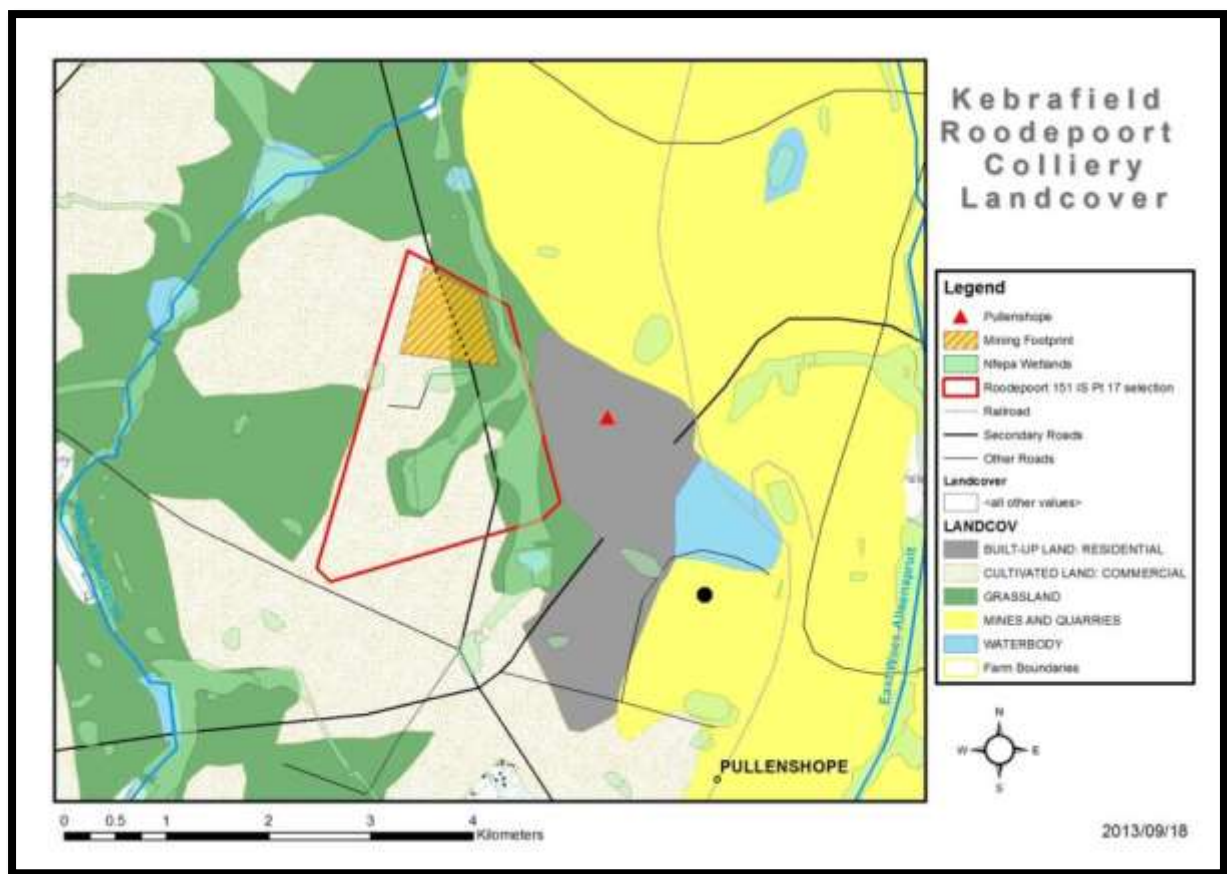 Kebrafield
Roodepoort
Colliery
Landcover
Legend
Pullenshope
Mining Footprint
Nfepa Wetlands
Roodepoort 151 IS Pt 17 selection
Railroad
Secondary Roads
Other Roads
Landcover
<all other values>
LANDCOV
BUILT-UP LAND: RESIDENTIAL
CULTIVATED LAND: COMMERCIAL
GRASSLAND
MINES AND QUARRIES
WATERBODY
Farm Boundaries
PULLENSHOPE
N
W E
S
0 0.5 1 2 3 4
Kilometers
2013/09/18